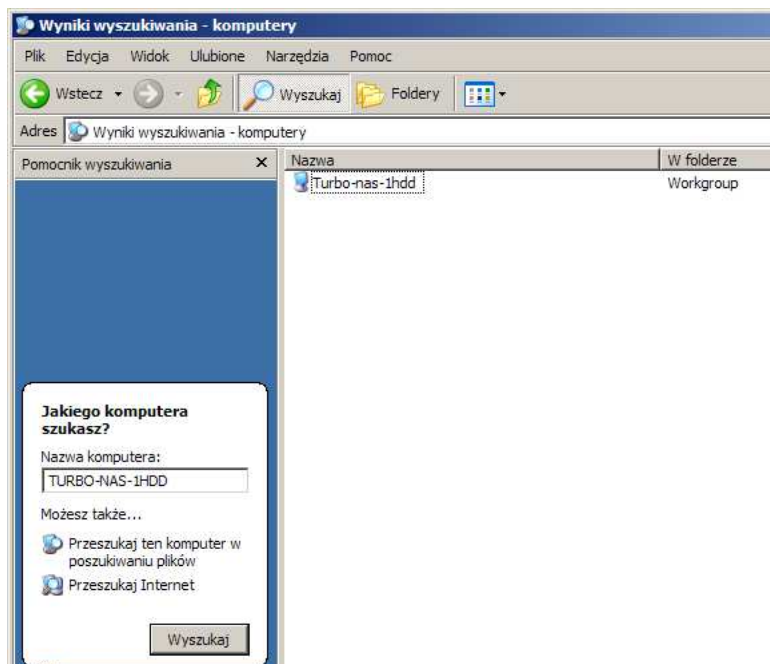 Wyniki wyszukiwania - komputery
Plik Edycja Widok Ulubione Narzędzia Pomoc
Wstecz Wyszukaj Foldery
Adres Wyniki wyszukiwania - komputery
Pomocnik wyszukiwania
Nazwa W folderze
Turbo-nas-1hdd Workgroup
Jakiego komputera
szukasz?
Nazwa komputera:
TURBO-NAS-1HDD
Możesz także...
Przeszukaj ten komputer w
poszukiwaniu plików
Przeszukaj Internet
Wyszukaj